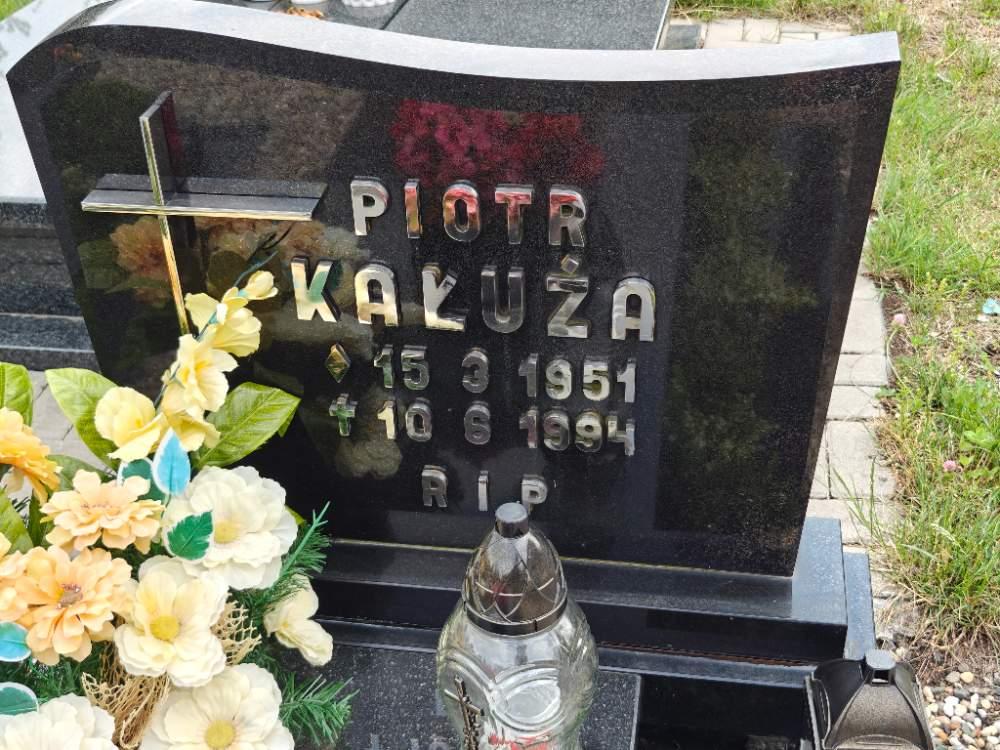 PIOTR
KAŁUŻA
15 3 1951
10 6 1994
R I P